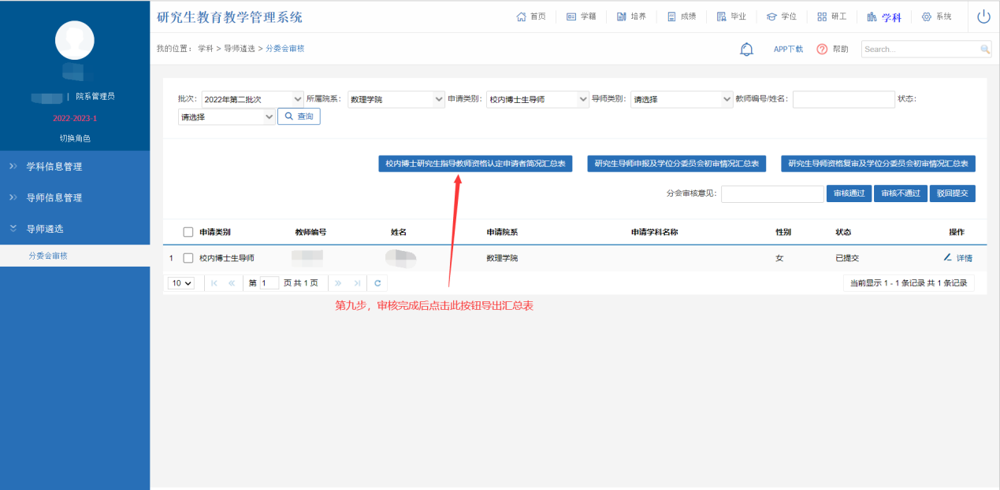 研究生教育教学管理系统
首页 学籍 培养 成绩 毕业 学位 研工 学科 系统
我的位置： 学科 > 导师遴选 > 分委会审核
APP下载 帮助 Search...
| 院系管理员
2022-2023-1
切换角色
学科信息管理
导师信息管理
导师遴选
分委会审核
批次： 2022年第二批次 所属院系： 数理学院 申请类别： 校内博士生导师 导师类别： 请选择 教师编号/姓名： 状态：
请选择 查询
校内博士研究生指导教师资格认定申请者简况汇总表 研究生导师申报及学位分委员会初审情况汇总表 研究生导师资格复审及学位分委员会初审情况汇总表
分会审核意见： 审核通过 审核不通过 驳回提交
申请类别 教师编号 姓名 申请院系 申请学科名称 性别 状态 操作
1 校内博士生导师 数理学院 女 已提交 详情
10 第 1 页 共 1 页 当前显示 1 - 1 条记录 共 1 条记录
第九步，审核完成后点击此按钮导出汇总表